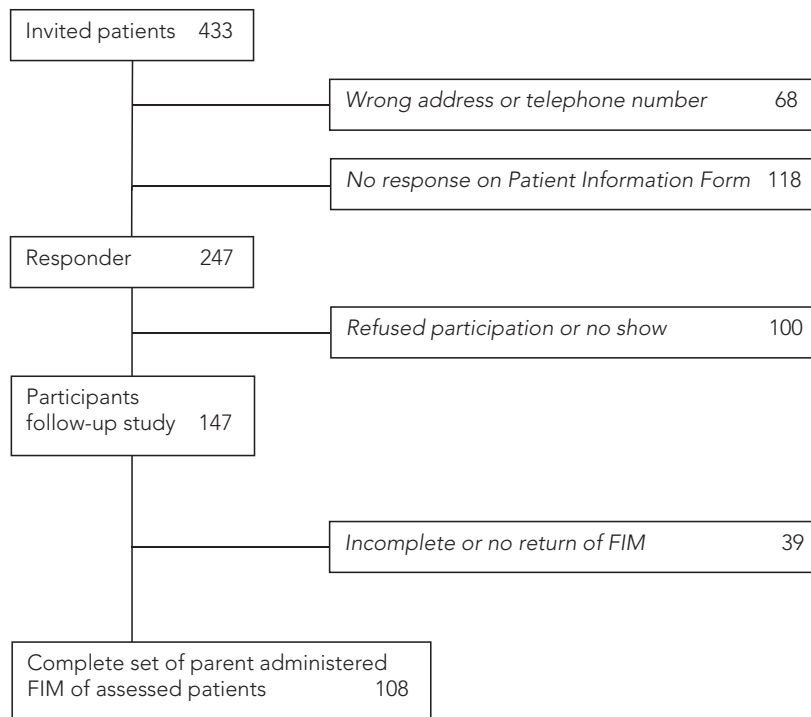 Invited patients 433
Wrong address or telephone number 68
No response on Patient Information Form 118
Responder 247
Refused participation or no show 100
Participants
follow-up study 147
Incomplete or no return of FIM 39
Complete set of parent administered
FIM of assessed patients 108